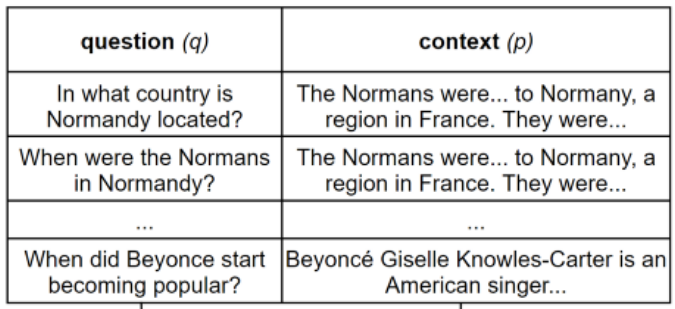 question (q) context (p)
In what country is
Normandy located?
The Normans were... to Normany, a
region in France. They were...
When were the Normans
in Normandy?
The Normans were... to Normany, a
region in France. They were...
... ...
When did Beyonce start
becoming popular?
Beyoncé Giselle Knowles-Carter is an
American singer...